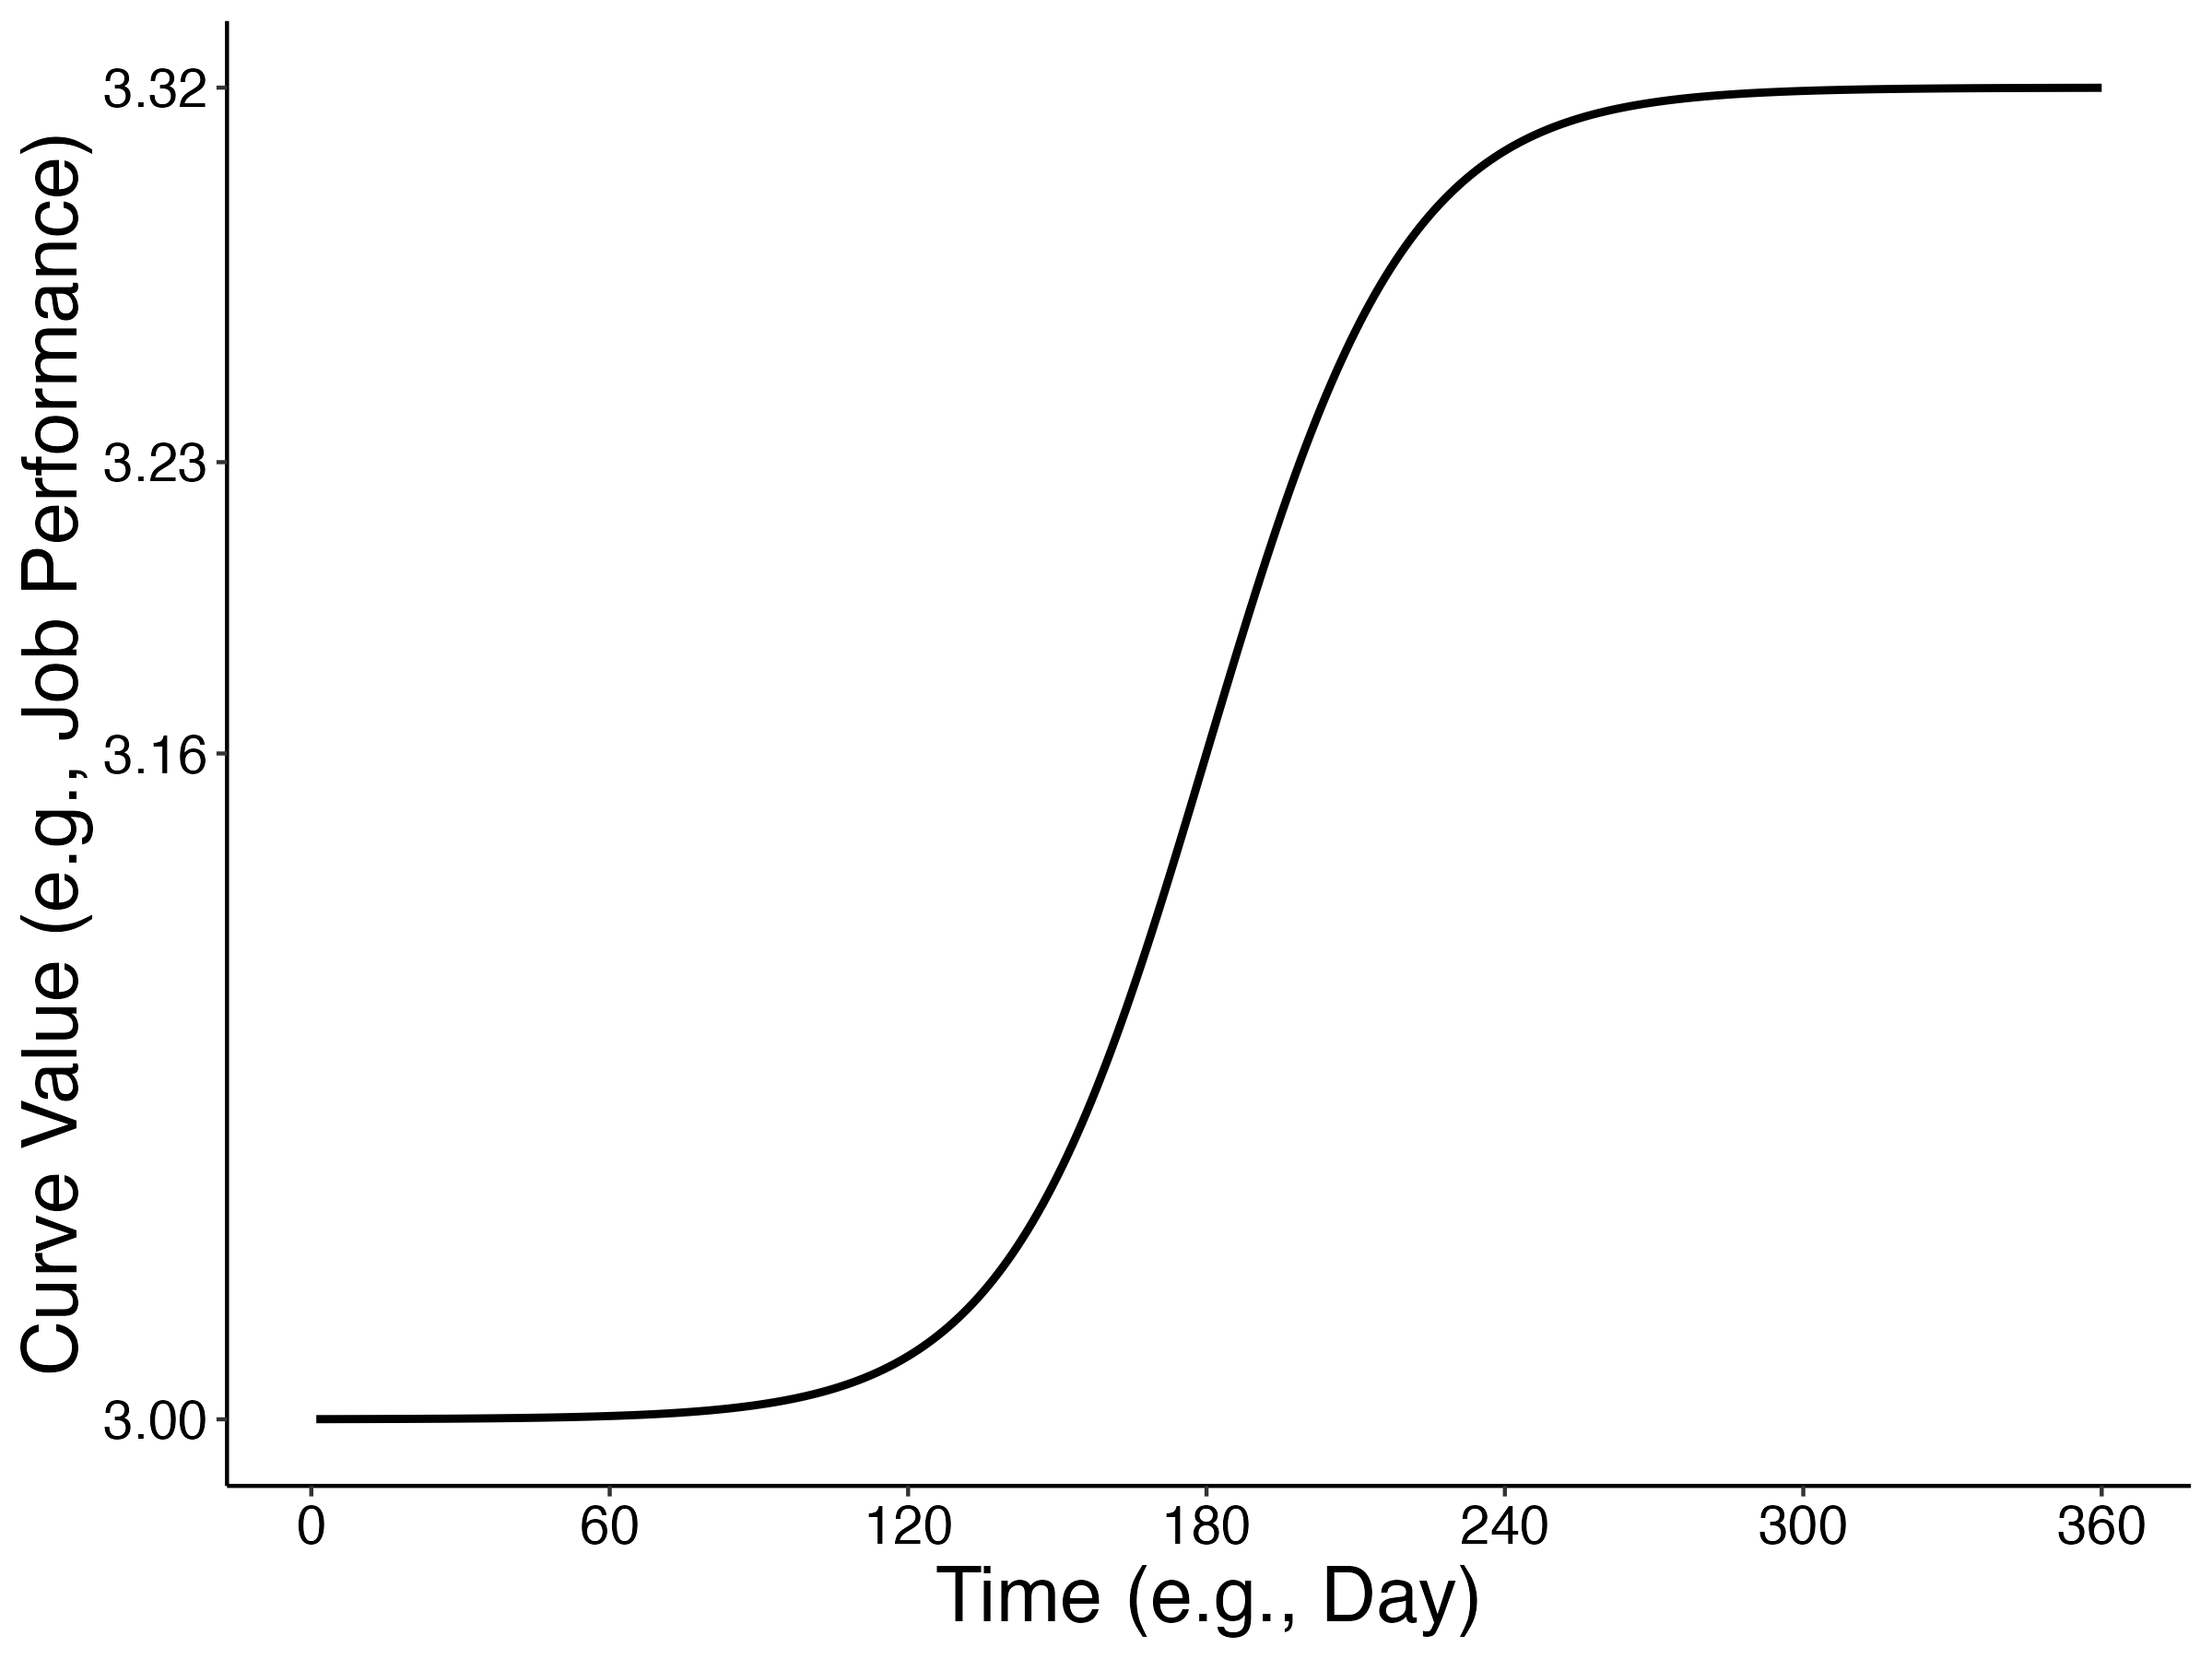 Curve Value (e.g., Job Performance)
3.32
3.23
3.16
3.00
0 60 120 180 240 300 360
Time (e.g., Day)